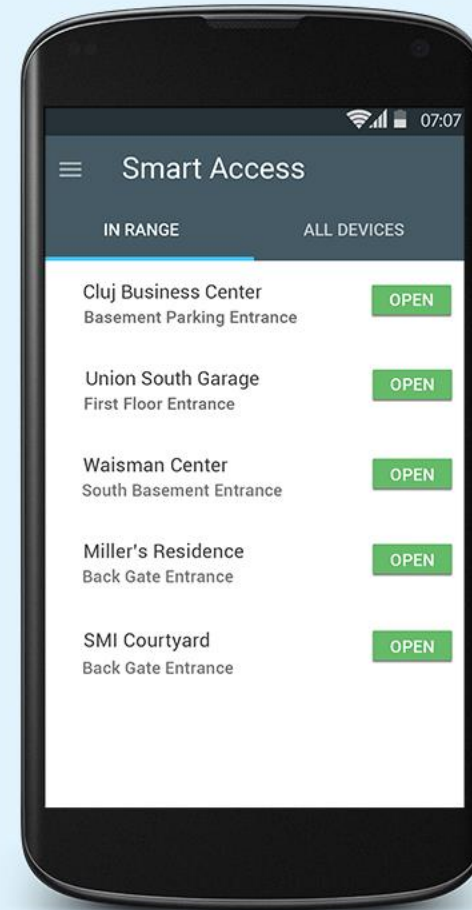 07:07
Smart Access
IN RANGE
ALL DEVICES
Cluj Business Center
OPEN
Basement Parking Entrance
Union South Garage
OPEN
First Floor Entrance
Waisman Center
OPEN
South Basement Entrance
Miller's Residence
OPEN
Back Gate Entrance
SMI Courtyard
OPEN
Back Gate Entrance